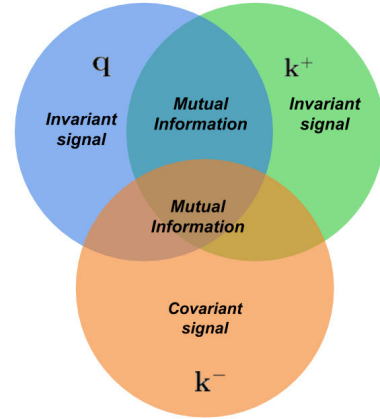 q
k⁺
Invariant
signal
Mutual
Information
Invariant
signal
Mutual
Information
Covariant
signal
k⁻